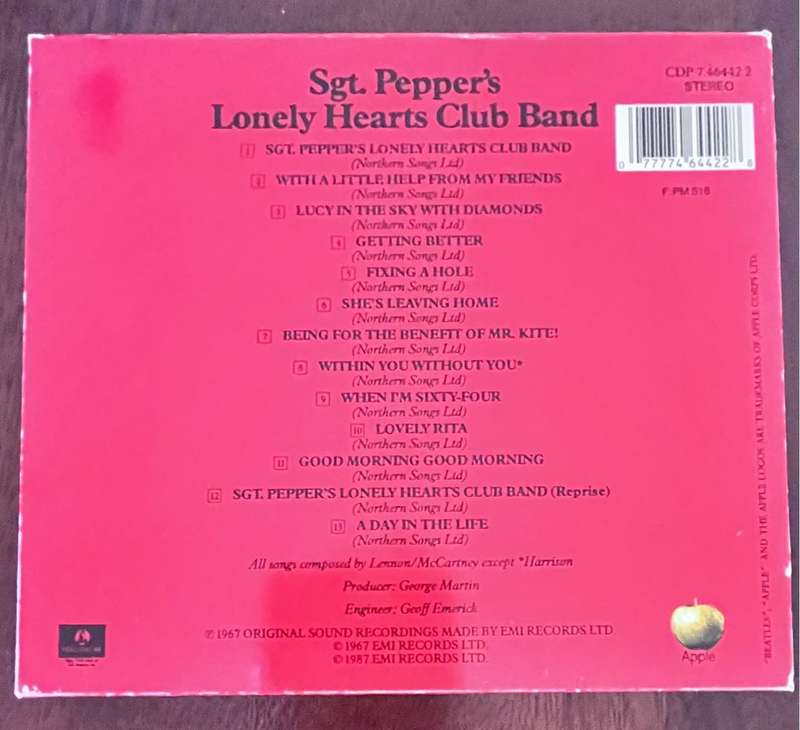 Sgt. Pepper's
Lonely Hearts Club Band
CDP 7 46442 2
STEREO
0 77774 64422 8
F: PM 516
1 SGT. PEPPER'S LONELY HEARTS CLUB BAND
(Northern Songs Ltd)
2 WITH A LITTLE HELP FROM MY FRIENDS
(Northern Songs Ltd)
3 LUCY IN THE SKY WITH DIAMONDS
(Northern Songs Ltd)
4 GETTING BETTER
(Northern Songs Ltd)
5 FIXING A HOLE
(Northern Songs Ltd)
6 SHE'S LEAVING HOME
(Northern Songs Ltd)
7 BEING FOR THE BENEFIT OF MR. KITE!
(Northern Songs Ltd)
8 WITHIN YOU WITHOUT YOU*
(Northern Songs Ltd)
9 WHEN I'M SIXTY-FOUR
(Northern Songs Ltd)
10 LOVELY RITA
(Northern Songs Ltd)
11 GOOD MORNING GOOD MORNING
(Northern Songs Ltd)
12 SGT. PEPPER'S LONELY HEARTS CLUB BAND (Reprise)
(Northern Songs Ltd)
13 A DAY IN THE LIFE
(Northern Songs Ltd)
All songs composed by Lennon/McCartney except *Harrison
Producer: George Martin
Engineer: Geoff Emerick
℗ 1967 ORIGINAL SOUND RECORDINGS MADE BY EMI RECORDS LTD.
© 1967 EMI RECORDS LTD.
© 1987 EMI RECORDS LTD.
Apple
"BEATLES", "APPLE" AND THE APPLE LOGOS ARE TRADEMARKS OF APPLE CORPS LTD.